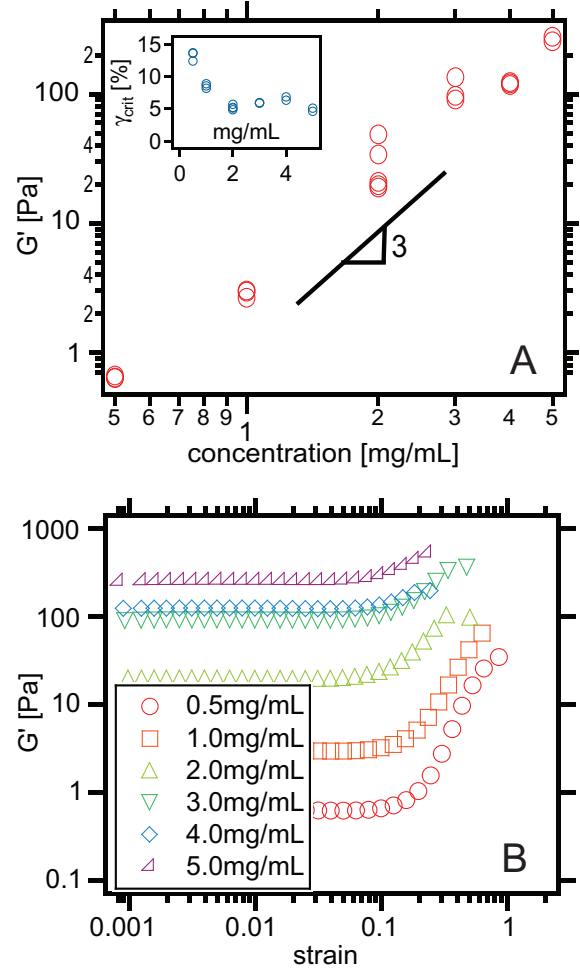 A
15
10
5
0
γcrit [%]
mg/mL
0 2 4
2
100
4
2
10
4
2
1
G' [Pa]
3
5 6 7 8 9 1 2 3 4 5
concentration [mg/mL]
1000
100
10
1
0.1
G' [Pa]
0.5mg/mL
1.0mg/mL
2.0mg/mL
3.0mg/mL
4.0mg/mL
5.0mg/mL
B
0.001 0.01 0.1 1
strain